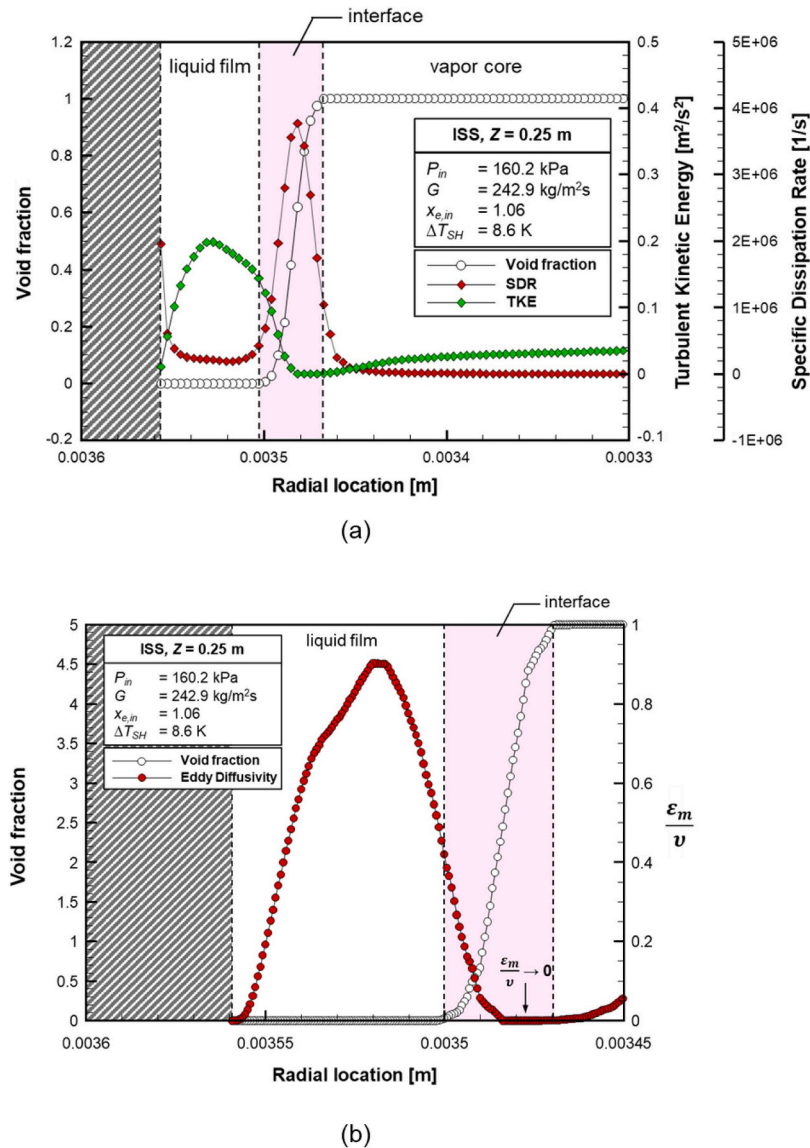 interface
liquid film
vapor core
1.2
1
0.8
0.6
0.4
0.2
0
-0.2
Void fraction
0.5
0.4
0.3
0.2
0.1
0
-0.1
Turbulent Kinetic Energy [m²/s²]
5E+06
4E+06
3E+06
2E+06
1E+06
0
-1E+06
Specific Dissipation Rate [1/s]
ISS, Z = 0.25 m
P_in = 160.2 kPa
G = 242.9 kg/m²s
x_e,in = 1.06
ΔT_SH = 8.6 K
Void fraction
SDR
TKE
0.0036 0.0035 0.0034 0.0033
Radial location [m]
(a)
interface
liquid film
5
4.5
4
3.5
3
2.5
2
1.5
1
0.5
0
Void fraction
ISS, Z = 0.25 m
P_in = 160.2 kPa
G = 242.9 kg/m²s
x_e,in = 1.06
ΔT_SH = 8.6 K
Void fraction
Eddy Diffusivity
1
0.8
0.6
0.4
0.2
0
ε_m/υ
ε_m/υ → 0
0.0036 0.00355 0.0035 0.00345
Radial location [m]
(b)